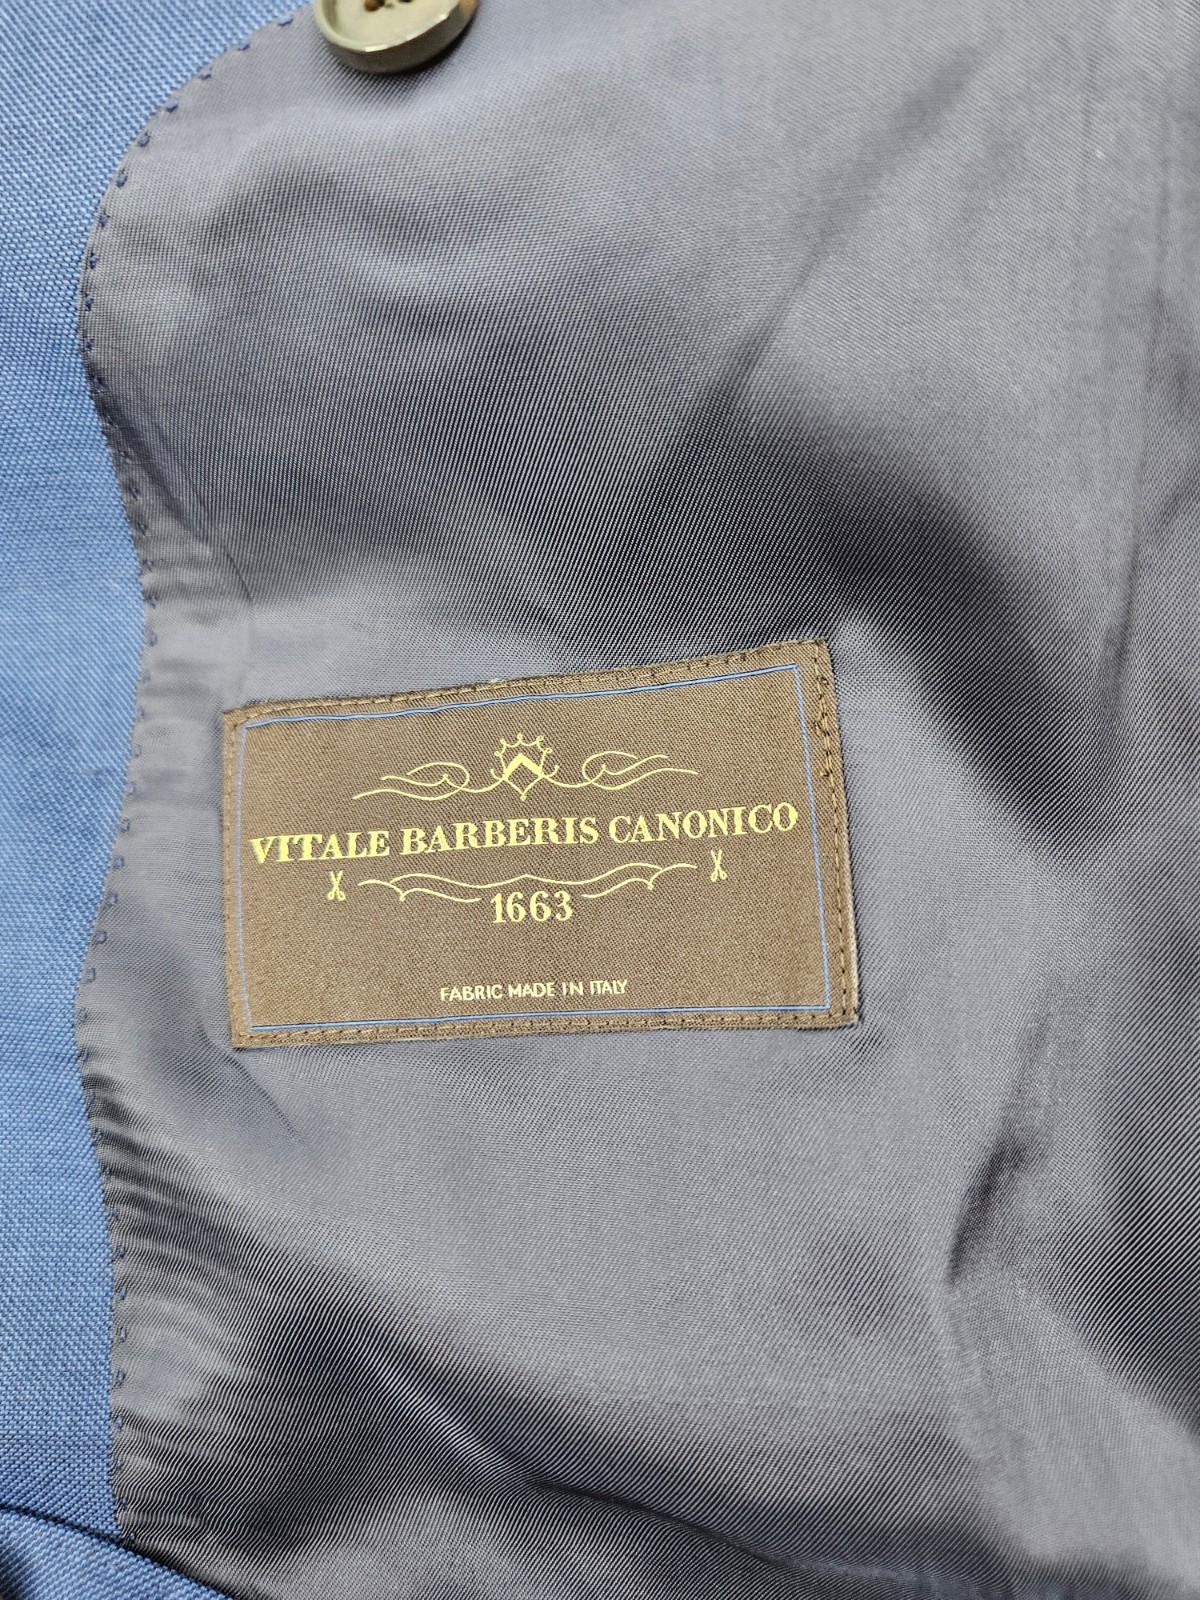 VITALE BARBERIS CANONICO
1663
FABRIC MADE IN ITALY